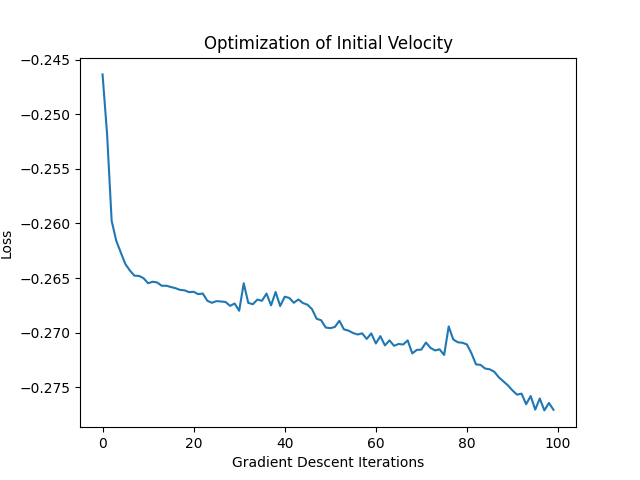 Optimization of Initial Velocity
−0.245
−0.250
−0.255
−0.260
−0.265
−0.270
−0.275
Loss
0 20 40 60 80 100
Gradient Descent Iterations